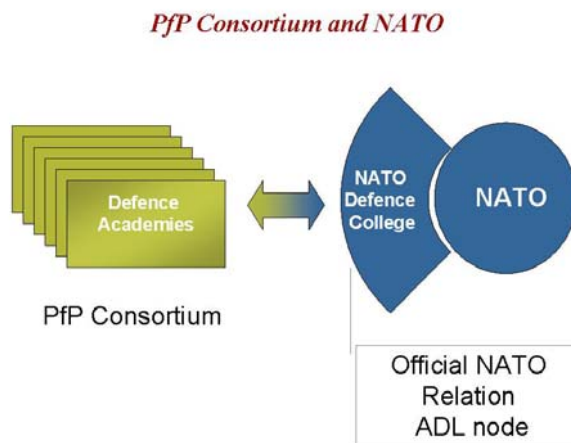 PfP Consortium and NATO
Defence
Academies
NATO
Defence
College
NATO
PfP Consortium
Official NATO
Relation
ADL node